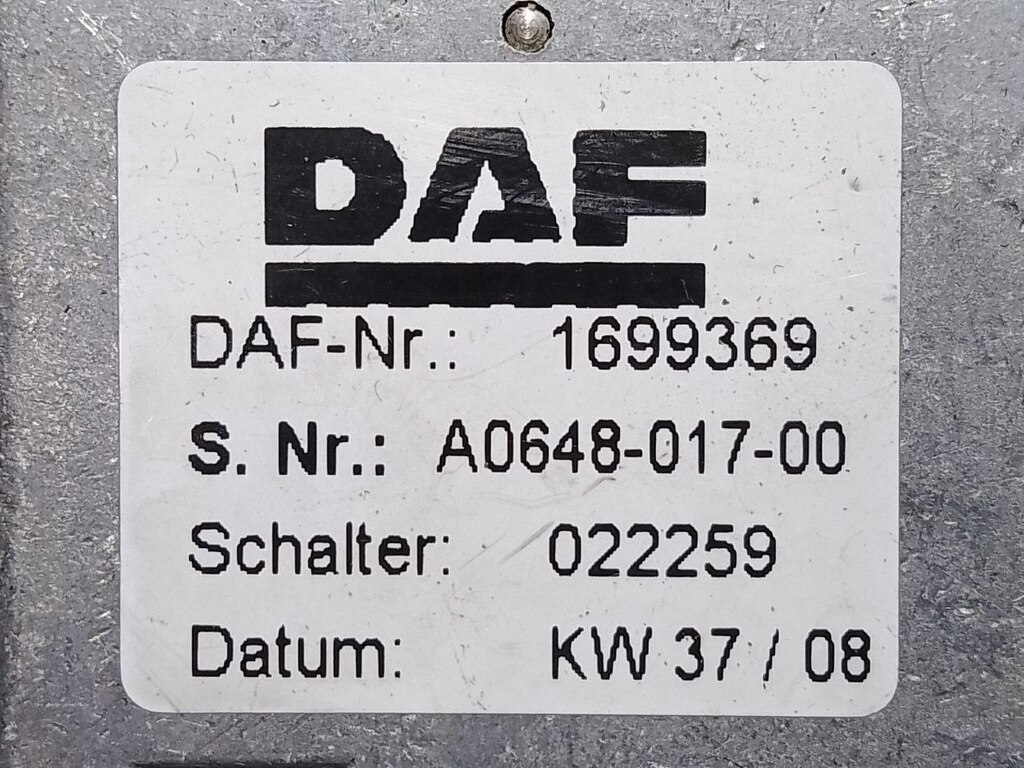 DAF
DAF-Nr.: 1699369
S. Nr.: A0648-017-00
Schalter: 022259
Datum: KW 37 / 08